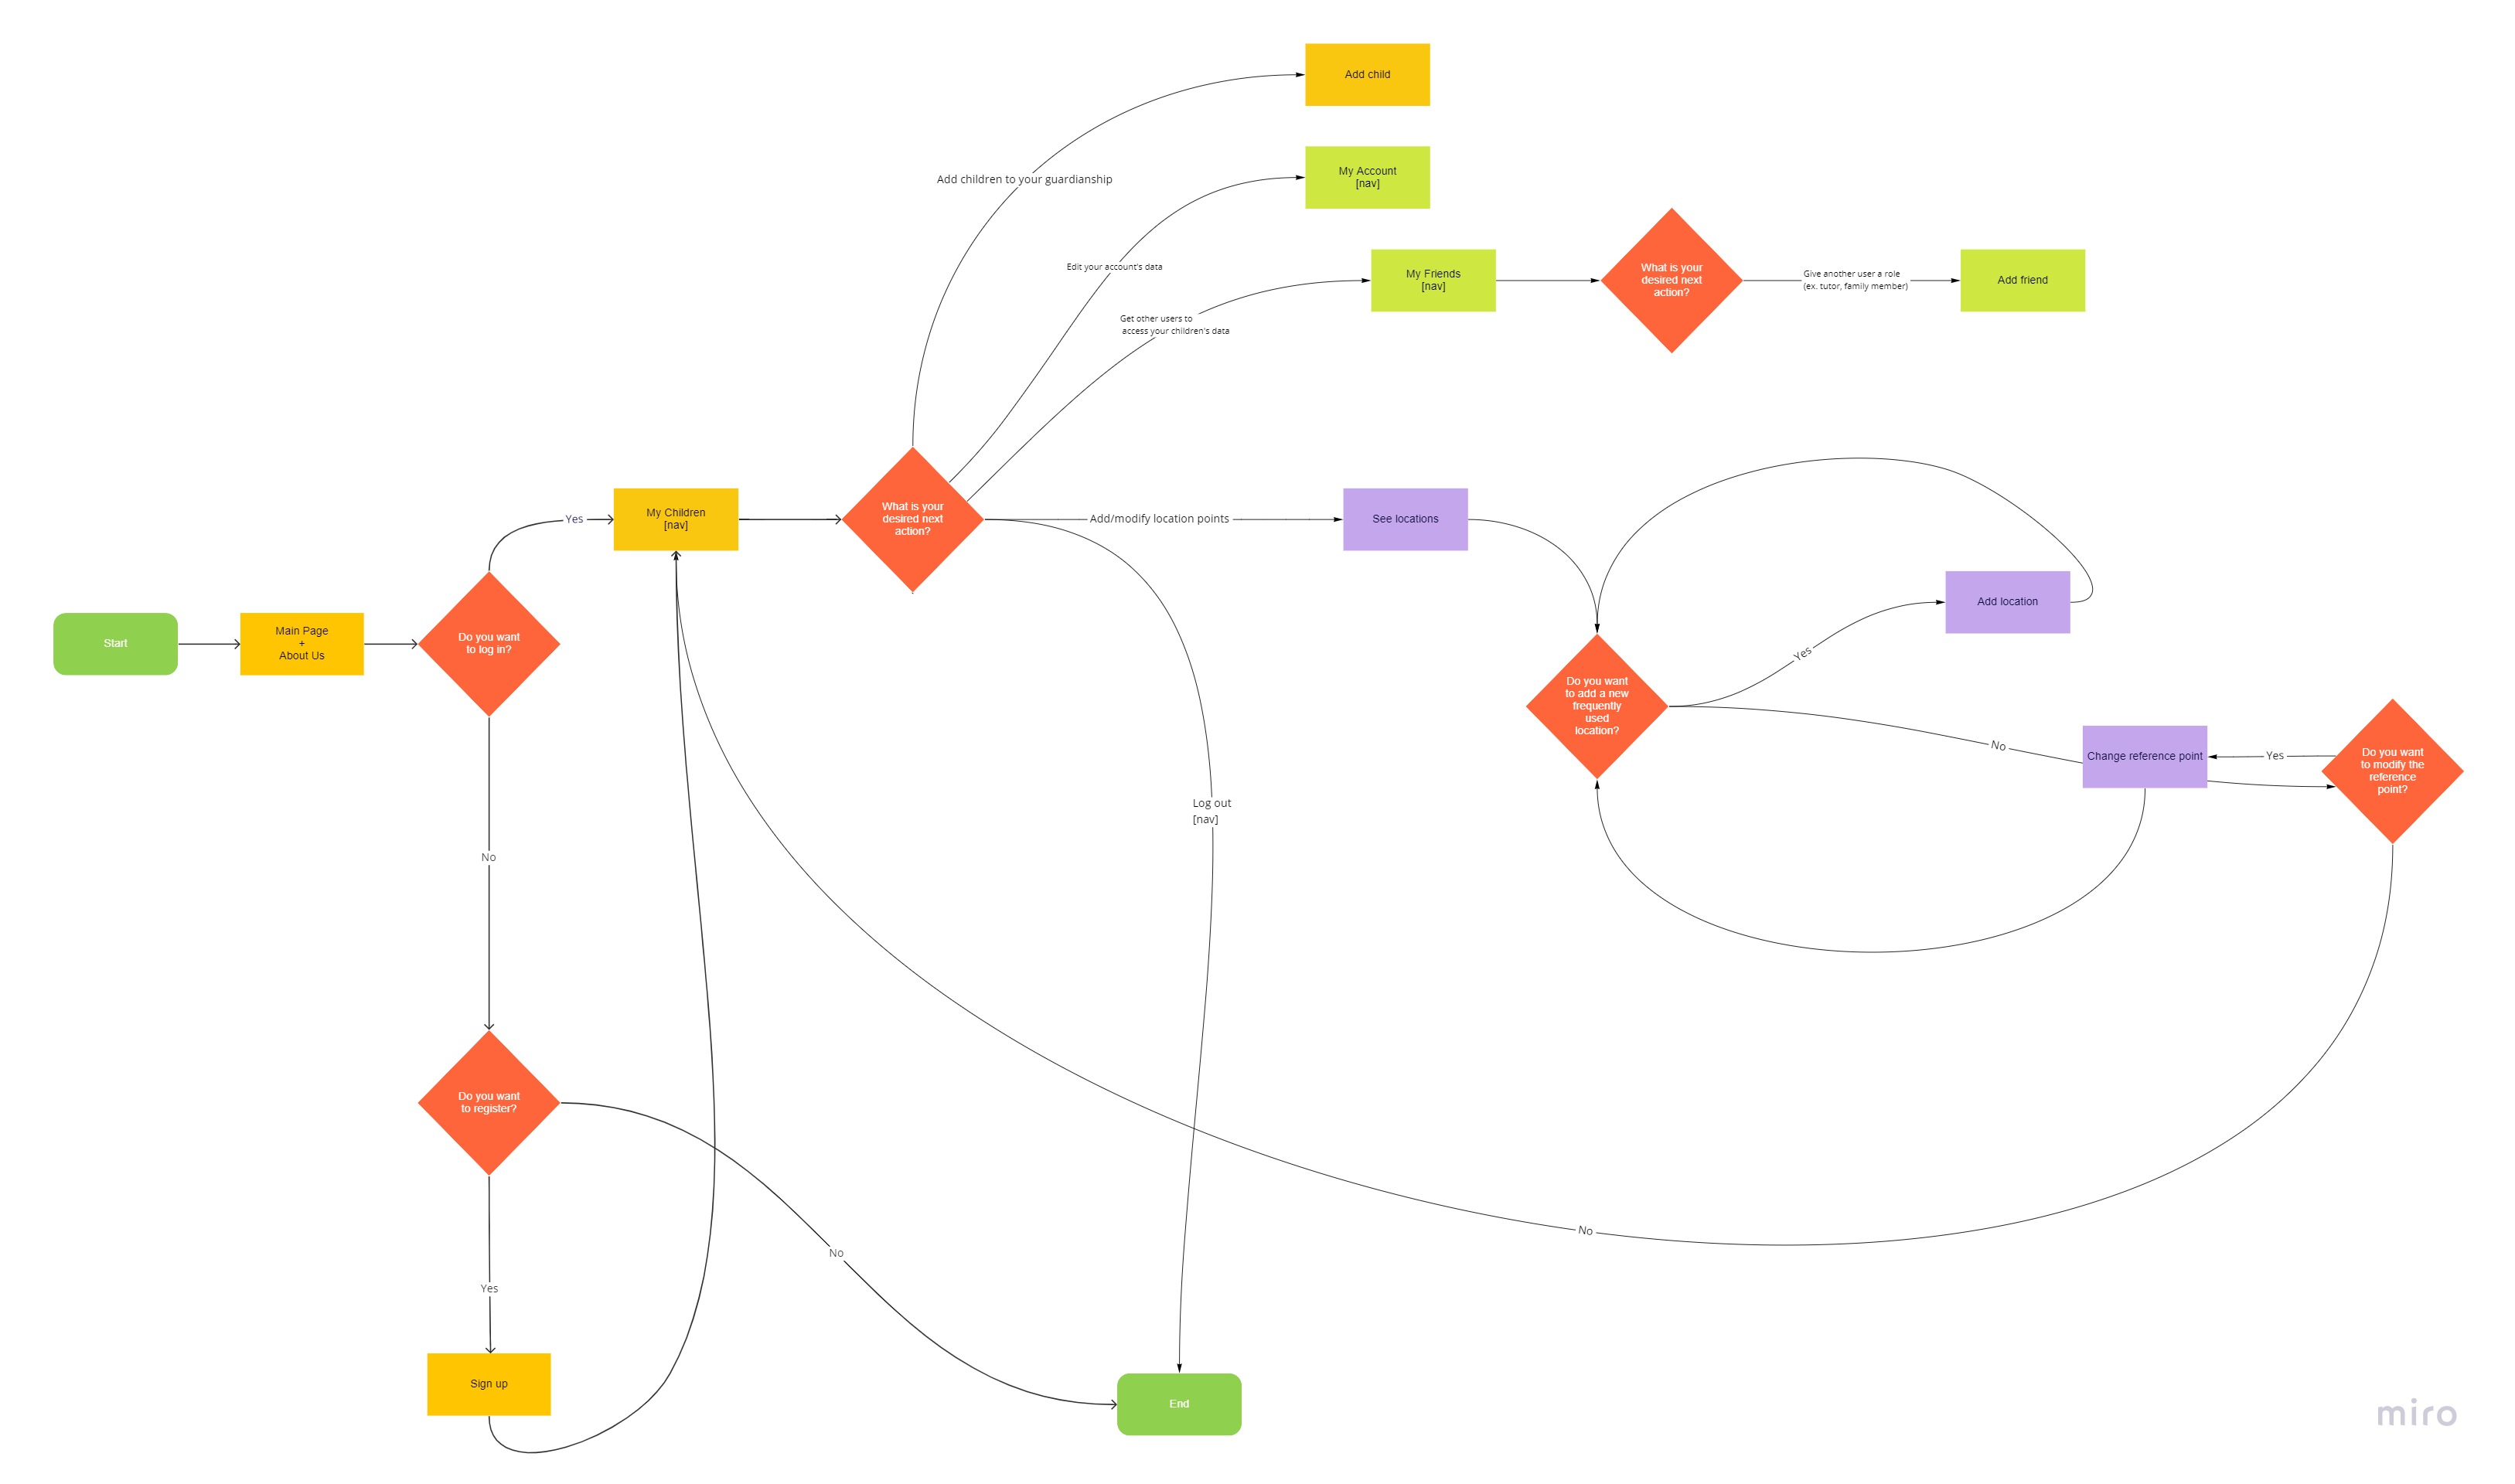 Add child
Add children to your guardianship
My Account
[nav]
Edit your account's data
My Friends
[nav]
What is your
desired next
action?
Give another user a role
(ex. tutor, family member)
Add friend
Get other users to
access your children's data
Yes
My Children
[nav]
What is your
desired next
action?
Add/modify location points
See locations
Add location
Start
Main Page
+
About Us
Do you want
to log in?
Yes
Do you want
to add a new
frequently
used
location?
No
Change reference point
Yes
Do you want
to modify the
reference
point?
Log out
[nav]
No
Do you want
to register?
No
No
Yes
Sign up
End
miro